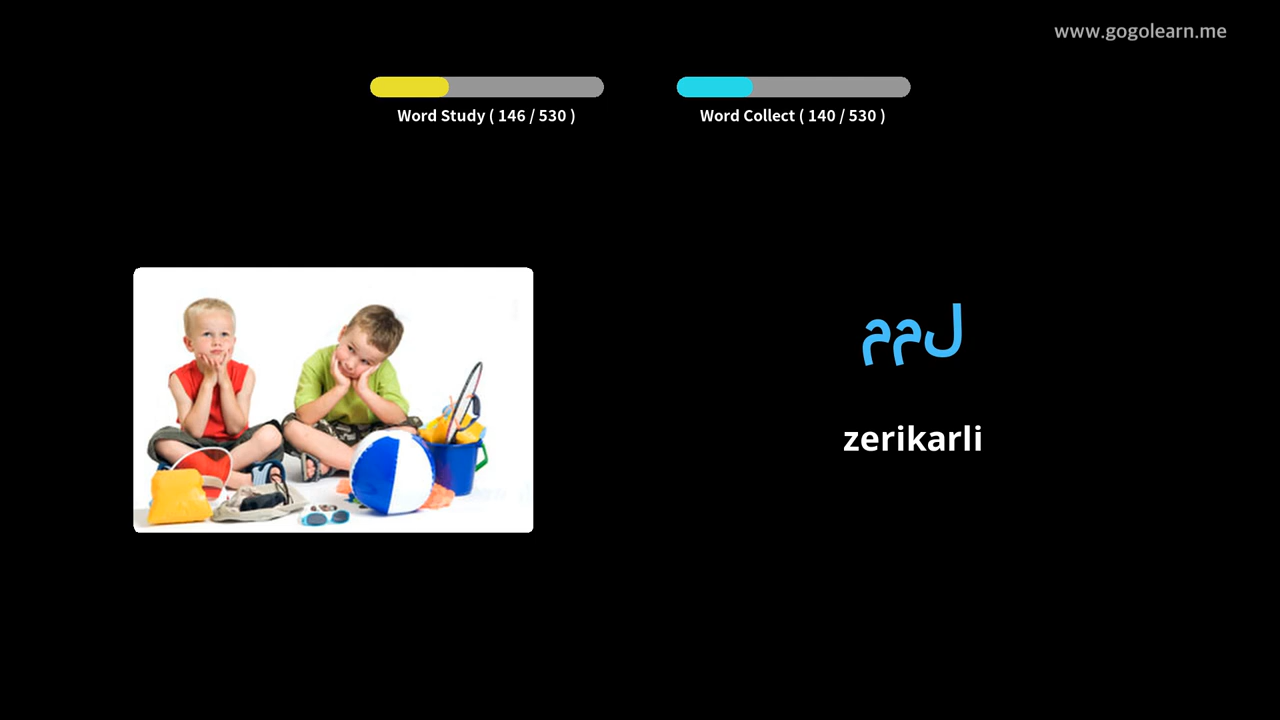 www.gogolearn.me
Word Study ( 146 / 530 )
Word Collect ( 140 / 530 )
ل م م
zerikarli